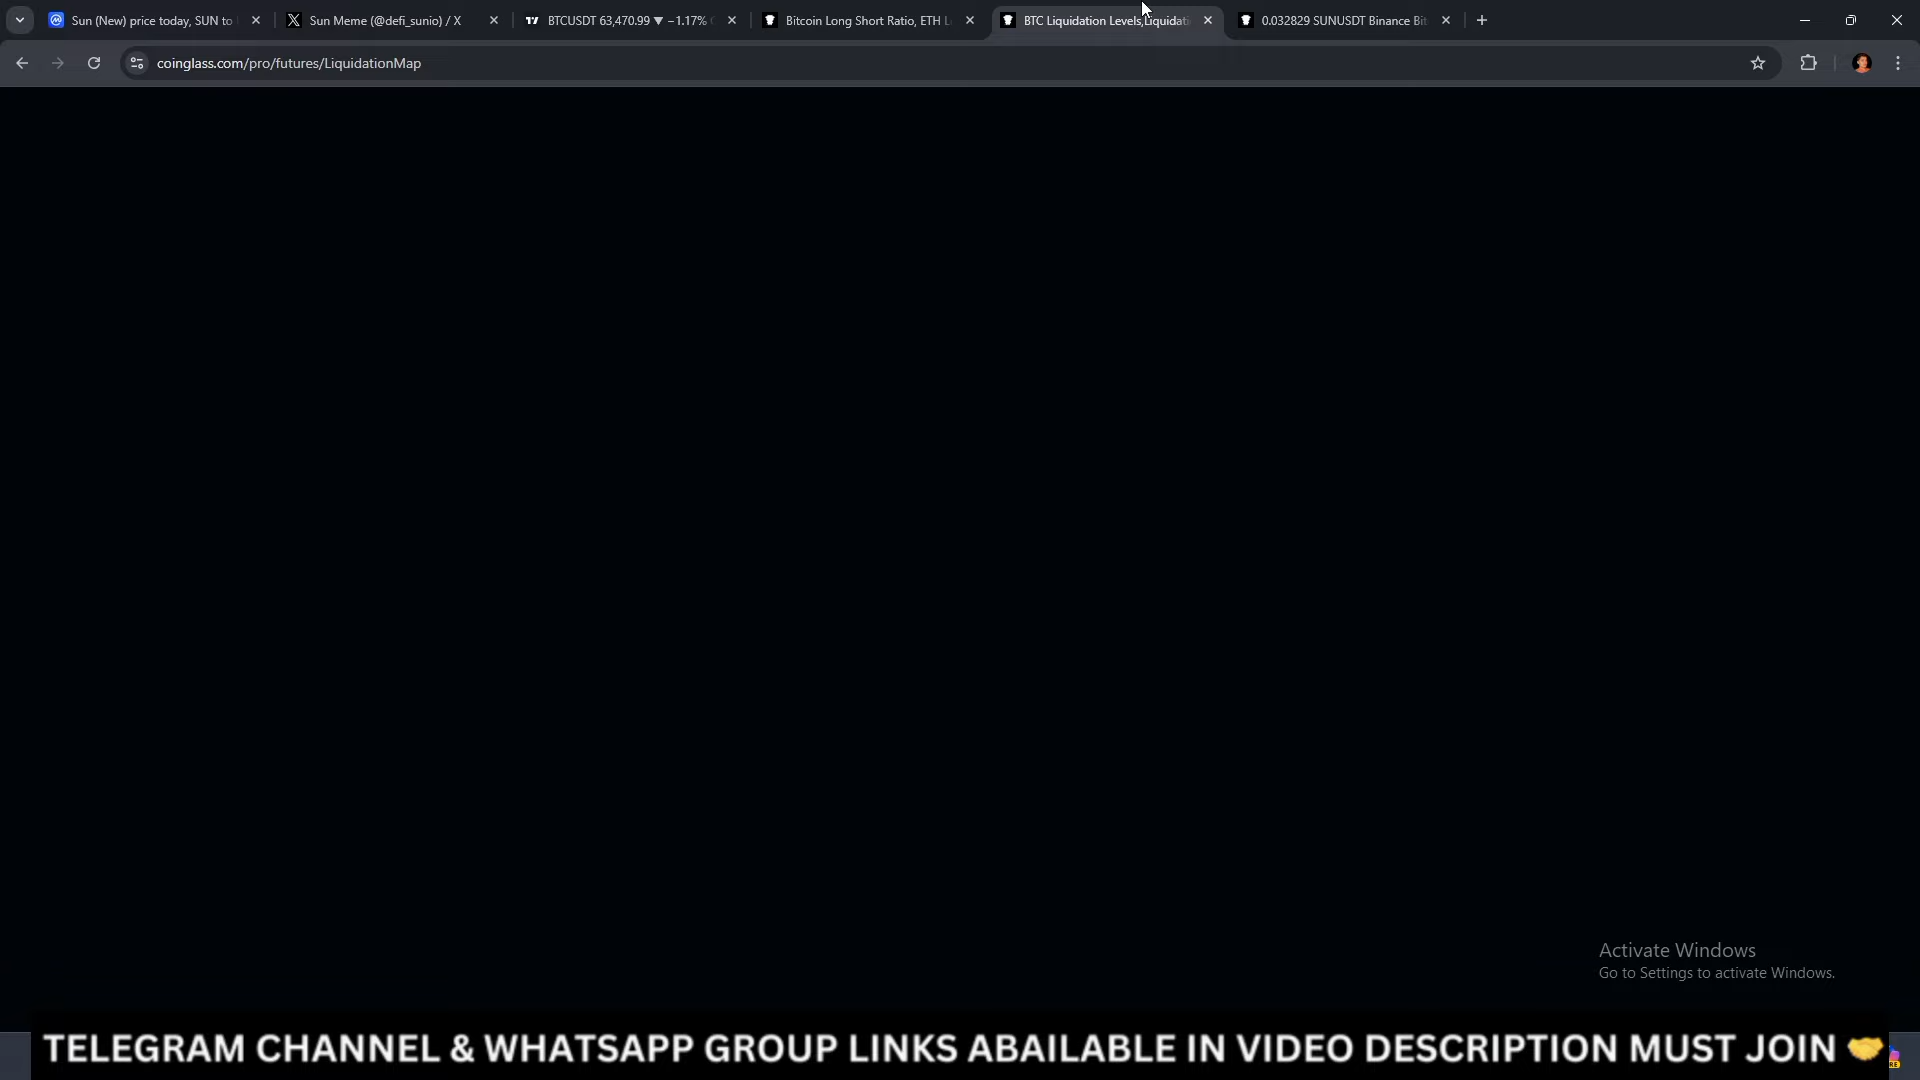 Sun (New) price today, SUN to
Sun Meme (@defi_sunio) / X
BTCUSDT 63,470.99 ▼ −1.17%
Bitcoin Long Short Ratio, ETH L
BTC Liquidation Levels,Liquidati
0.032829 SUNUSDT Binance Bit
coinglass.com/pro/futures/LiquidationMap
Activate Windows
Go to Settings to activate Windows.
TELEGRAM CHANNEL & WHATSAPP GROUP LINKS ABAILABLE IN VIDEO DESCRIPTION MUST JOIN 🤝